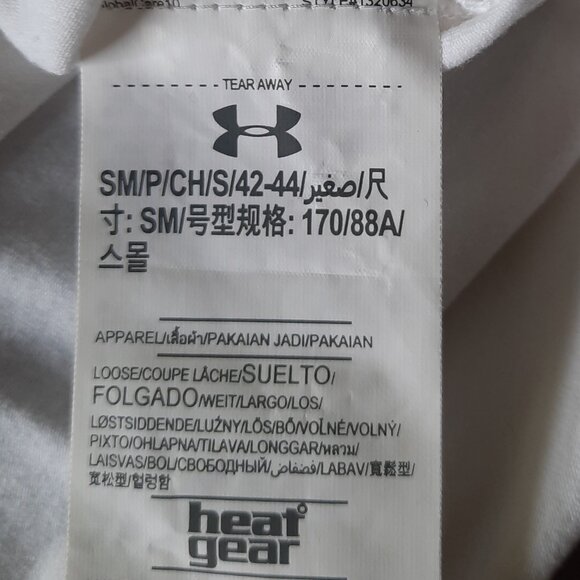 TEAR AWAY
SM/P/CH/S/42-44/صغير/尺
寸: SM/号型规格: 170/88A/
스몰
APPAREL/เสื้อผ้า/PAKAIAN JADI/PAKAIAN
LOOSE/COUPE LÂCHE/SUELTO/
FOLGADO/WEIT/LARGO/LOS/
LØSTSIDDENDE/LUŹNY/LÖS/BŐ/VOĽNÉ/VOLNÝ/
PIXTO/OHLAPNA/TILAVA/LONGGAR/หลวม/
LAISVAS/BOL/СВОБОДНЫЙ/فضفاض/LABAV/寬鬆型/
宽松型/헐렁함
heat
gear